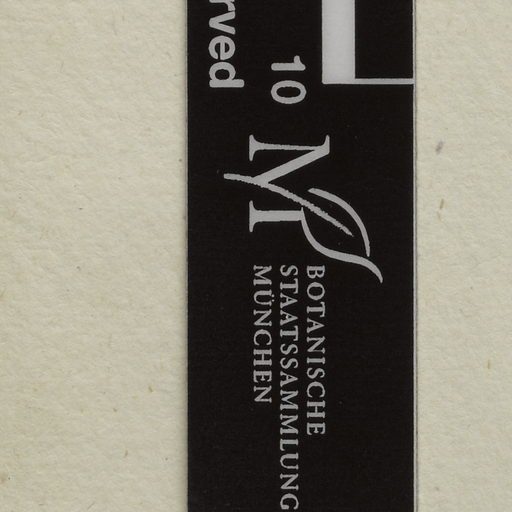 rved
10
M
BOTANISCHE
STAATSSAMMLUNG
MÜNCHEN